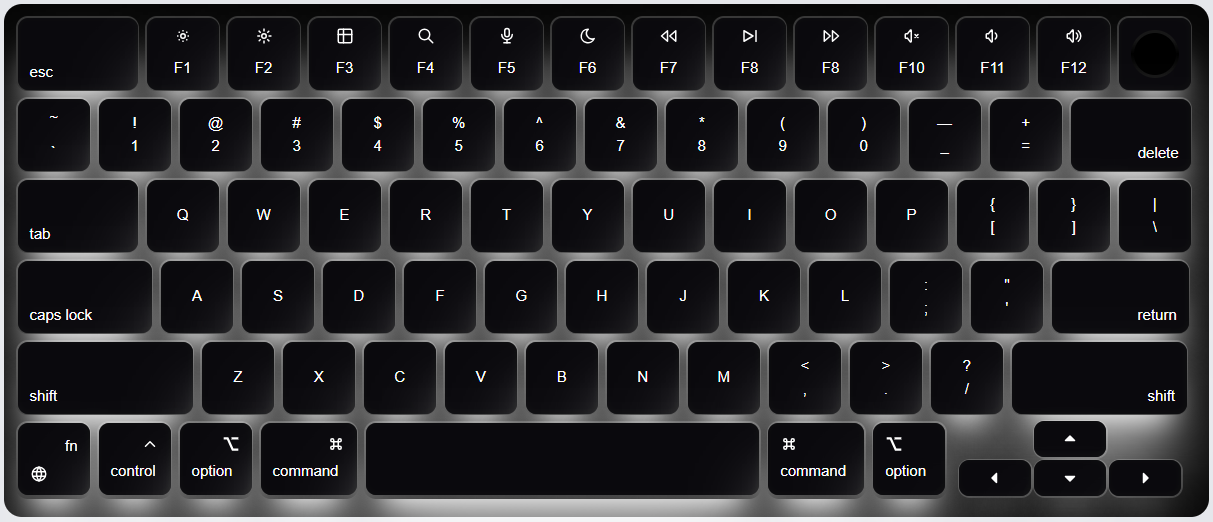 esc F1 F2 F3 F4 F5 F6 F7 F8 F8 F10 F11 F12
~ ! @ # $ % ^ & * ( ) — +
` 1 2 3 4 5 6 7 8 9 0 _ = delete
tab Q W E R T Y U I O P { } |
[ ] \
caps lock A S D F G H J K L : "
; ' return
shift Z X C V B N M < > ?
, . / shift
fn ^ ⌥ ⌘ ⌘ ⌥
control option command command option